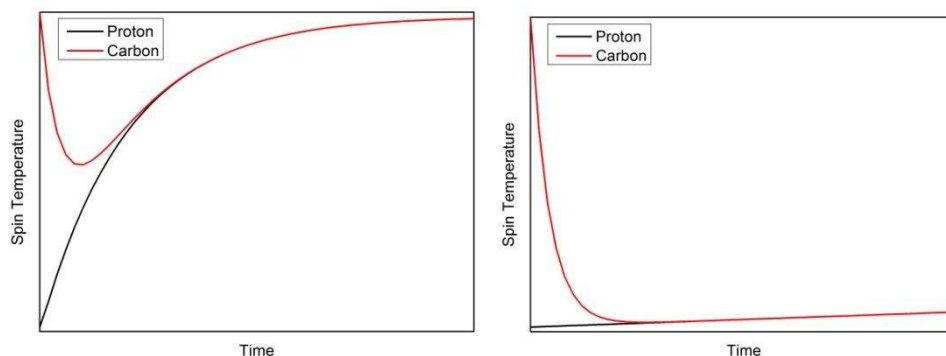 Proton
Carbon
Spin Temperature
Time
Proton
Carbon
Spin Temperature
Time